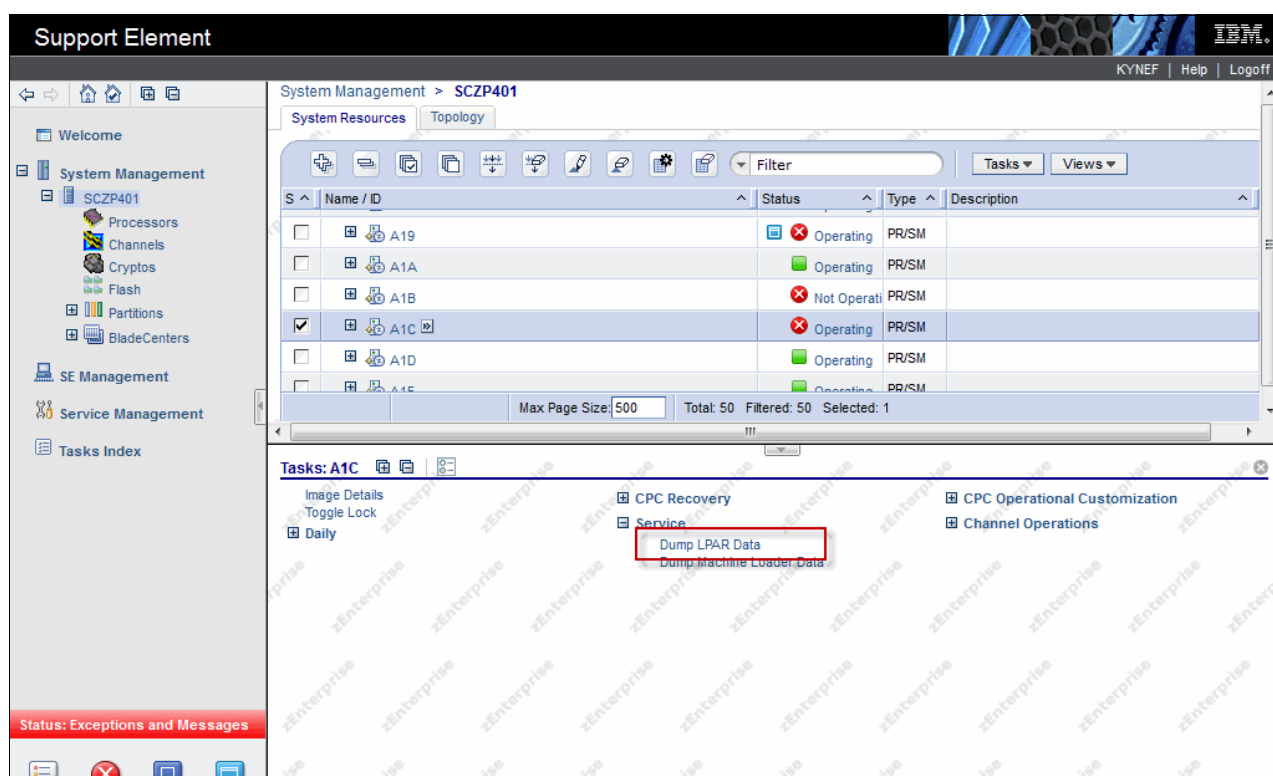 Support Element
IBM.
KYNEF | Help | Logoff
System Management > SCZP401
System Resources Topology
Welcome
System Management
SCZP401
Processors
Channels
Cryptos
Flash
Partitions
BladeCenters
SE Management
Service Management
Tasks Index
Filter Tasks Views
S Name / ID Status Type Description
A19 Operating PR/SM
A1A Operating PR/SM
A1B Not Operati PR/SM
A1C Operating PR/SM
A1D Operating PR/SM
Operating PR/SM
Max Page Size: 500 Total: 50 Filtered: 50 Selected: 1
Tasks: A1C
Image Details
Toggle Lock
Daily
CPC Recovery
Service
Dump LPAR Data
Dump Machine Loader Data
CPC Operational Customization
Channel Operations
zEnterprise
Status: Exceptions and Messages